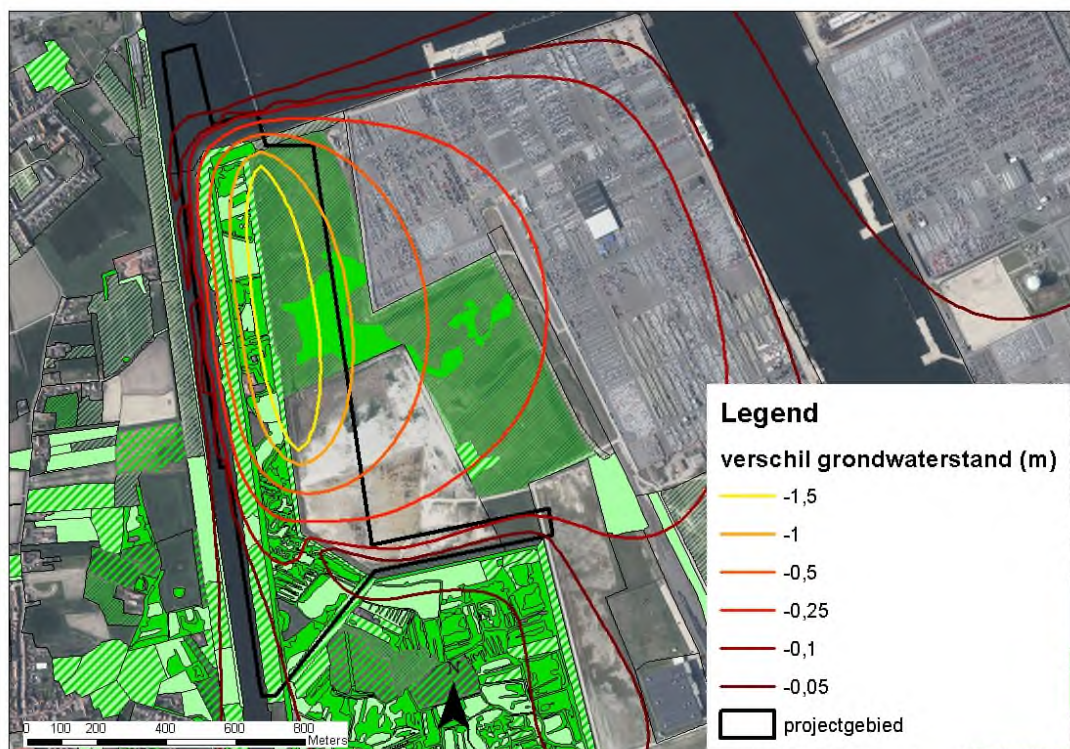 Legend
verschil grondwaterstand (m)
-1,5
-1
-0,5
-0,25
-0,1
-0,05
projectgebied
N
0 100 200 400 600 800
Meters